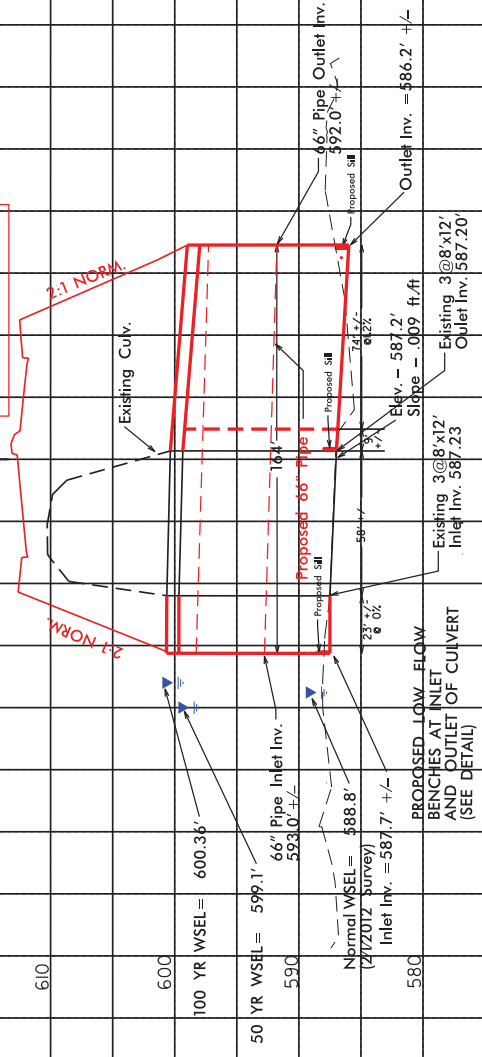 610
600
590
580
2:1 NORM.
2:1 NORM.
Existing Culv.
100 YR WSEL= 600.36'
50 YR WSEL= 599.1'
66" Pipe Inlet Inv.
593.0' +/-
Normal WSEL= 588.8'
(2/1/2012 Survey)
Inlet Inv. = 587.7' +/-
PROPOSED LOW FLOW
BENCHES AT INLET
AND OUTLET OF CULVERT
(SEE DETAIL)
Proposed Sill
23' +/-
@ 0%
Existing 3@8'x12'
Inlet Inv. 587.23
58' +/-
164'
Proposed 66" Pipe
Proposed Sill
9'
+/-
Elev. - 587.2'
Slope - .009 ft/ft
Existing 3@8'x12'
Oulet Inv. 587.20'
74' +/-
@1.2%
Proposed Sill
66" Pipe Outlet Inv.
592.0' +/-
Outlet Inv. = 586.2' +/-